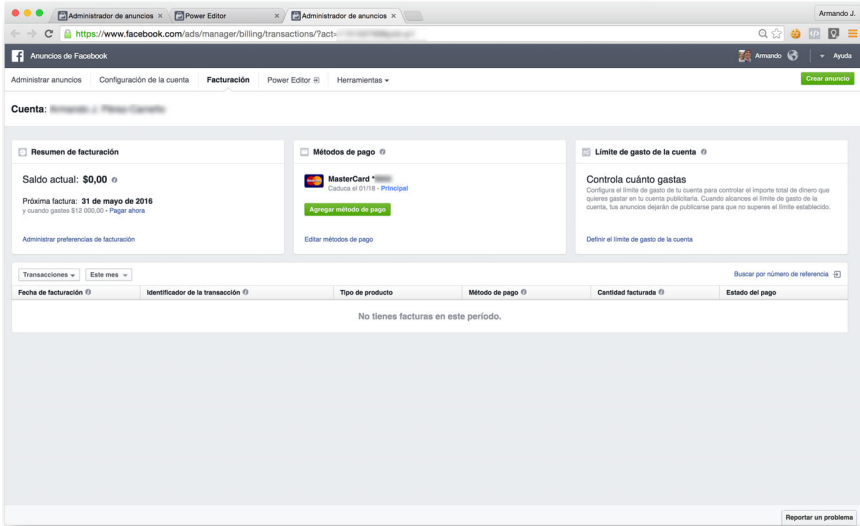 Administrador de anuncios
Power Editor
Administrador de anuncios
Armando J.
https://www.facebook.com/ads/manager/billing/transactions/?act=
Anuncios de Facebook
Armando
Ayuda
Administrar anuncios
Configuración de la cuenta
Facturación
Power Editor
Herramientas
Crear anuncio
Cuenta:
Resumen de facturación
Saldo actual: $0,00
Próxima factura: 31 de mayo de 2016
y cuando gastes $12 000,00 - Pagar ahora
Administrar preferencias de facturación
Métodos de pago
MasterCard *
Caduca el 01/18 - Principal
Agregar método de pago
Editar métodos de pago
Límite de gasto de la cuenta
Controla cuánto gastas
Configura el límite de gasto de tu cuenta para controlar el importe total de dinero que
quieres gastar en tu cuenta publicitaria. Cuando alcances el límite de gasto de la
cuenta, tus anuncios dejarán de publicarse para que no superes el límite establecido.
Definir el límite de gasto de la cuenta
Transacciones
Este mes
Buscar por número de referencia
Fecha de facturación
Identificador de la transacción
Tipo de producto
Método de pago
Cantidad facturada
Estado del pago
No tienes facturas en este período.
Reportar un problema